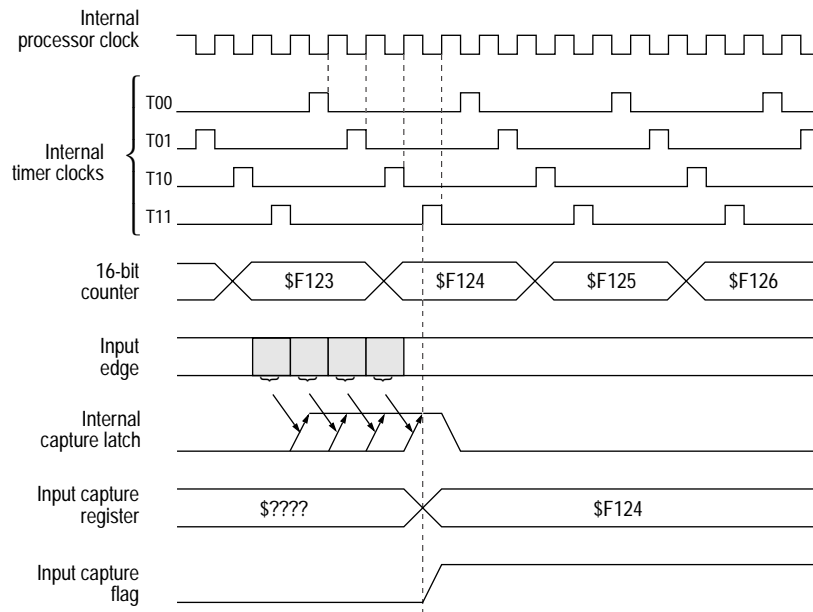 Internal
processor clock
T00
T01
Internal
timer clocks
T10
T11
16-bit
counter
$F123
$F124
$F125
$F126
Input
edge
Internal
capture latch
Input capture
register
$????
$F124
Input capture
flag